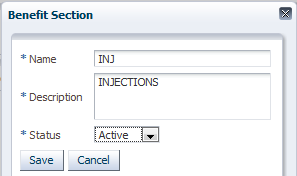 Benefit Section
* Name INJ
* Description INJECTIONS
* Status Active
Save Cancel